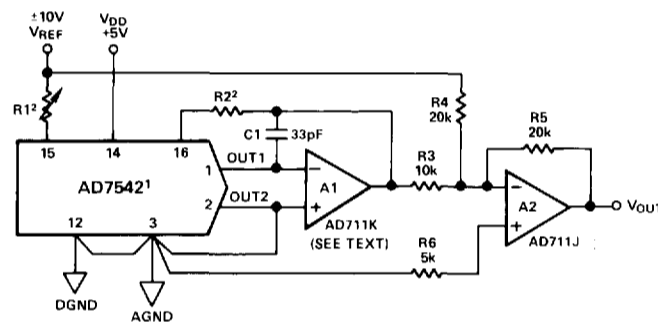 ±10V
VREF
VDD
+5V
R1²
R2²
C1
33pF
R4
20k
R5
20k
15
14
16
1
OUT1
AD7542¹
2
OUT2
A1
R3
10k
A2
VOUT
AD711K
(SEE TEXT)
AD711J
12
3
R6
5k
DGND
AGND
−
+
−
+